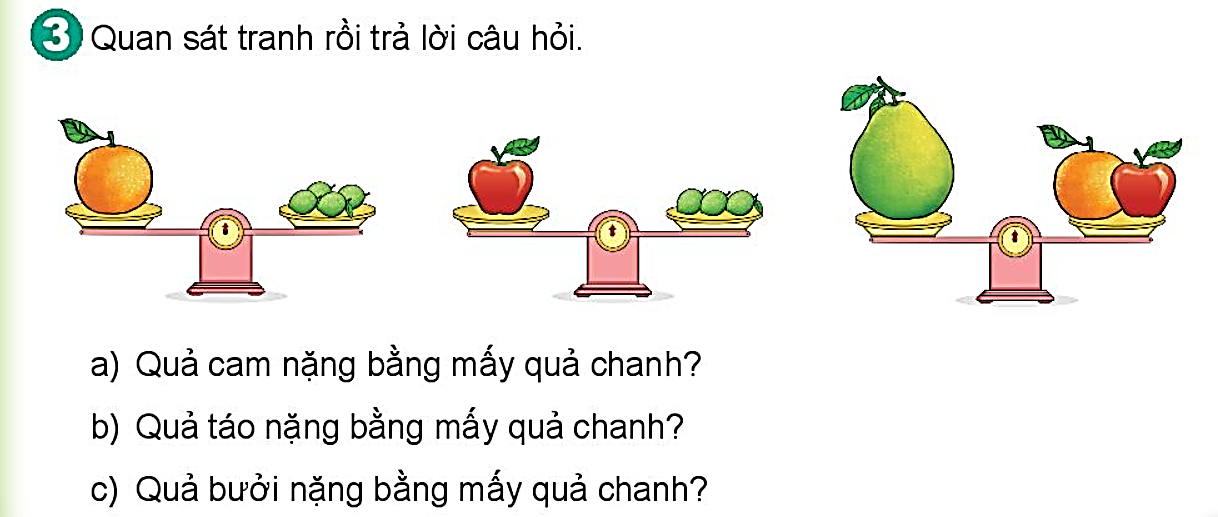 3 Quan sát tranh rồi trả lời câu hỏi.
a) Quả cam nặng bằng mấy quả chanh?
b) Quả táo nặng bằng mấy quả chanh?
c) Quả bưởi nặng bằng mấy quả chanh?